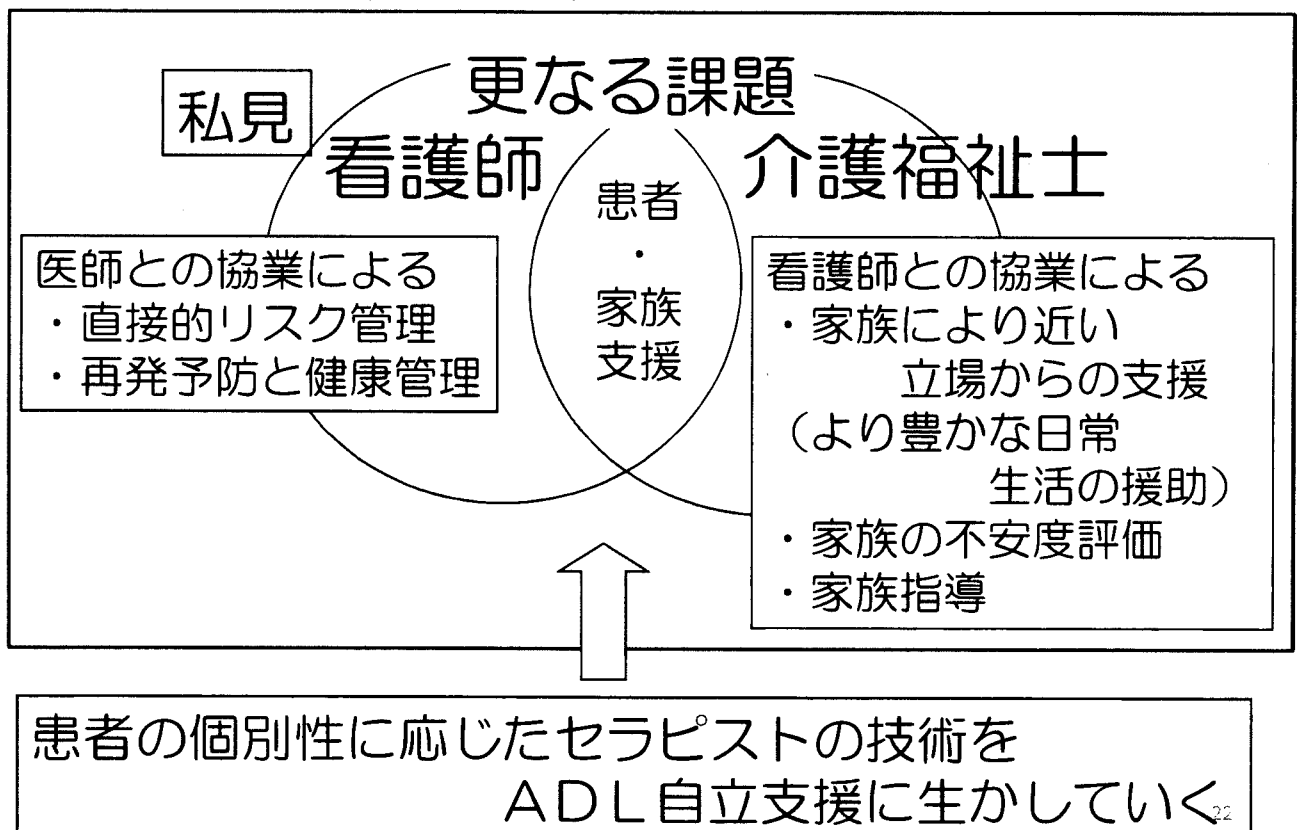 更なる課題
私見
看護師
介護福祉士
患者
・
家族
支援
医師との協業による
・直接的リスク管理
・再発予防と健康管理
看護師との協業による
・家族により近い
立場からの支援
（より豊かな日常
生活の援助）
・家族の不安度評価
・家族指導
患者の個別性に応じたセラピストの技術を
ＡＤＬ自立支援に生かしていく
22